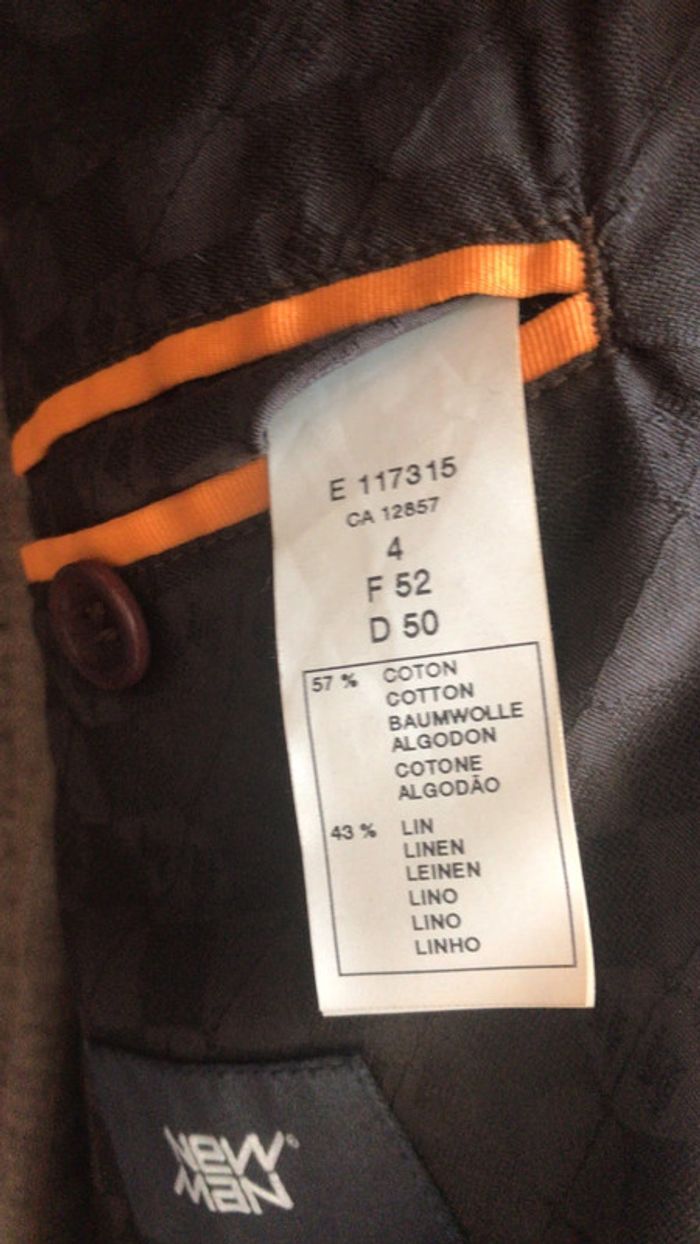 E 117315
CA 12857
4
F 52
D 50
57 % COTON
COTTON
BAUMWOLLE
ALGODON
COTONE
ALGODÃO
43 % LIN
LINEN
LEINEN
LINO
LINO
LINHO
NEW
MAN